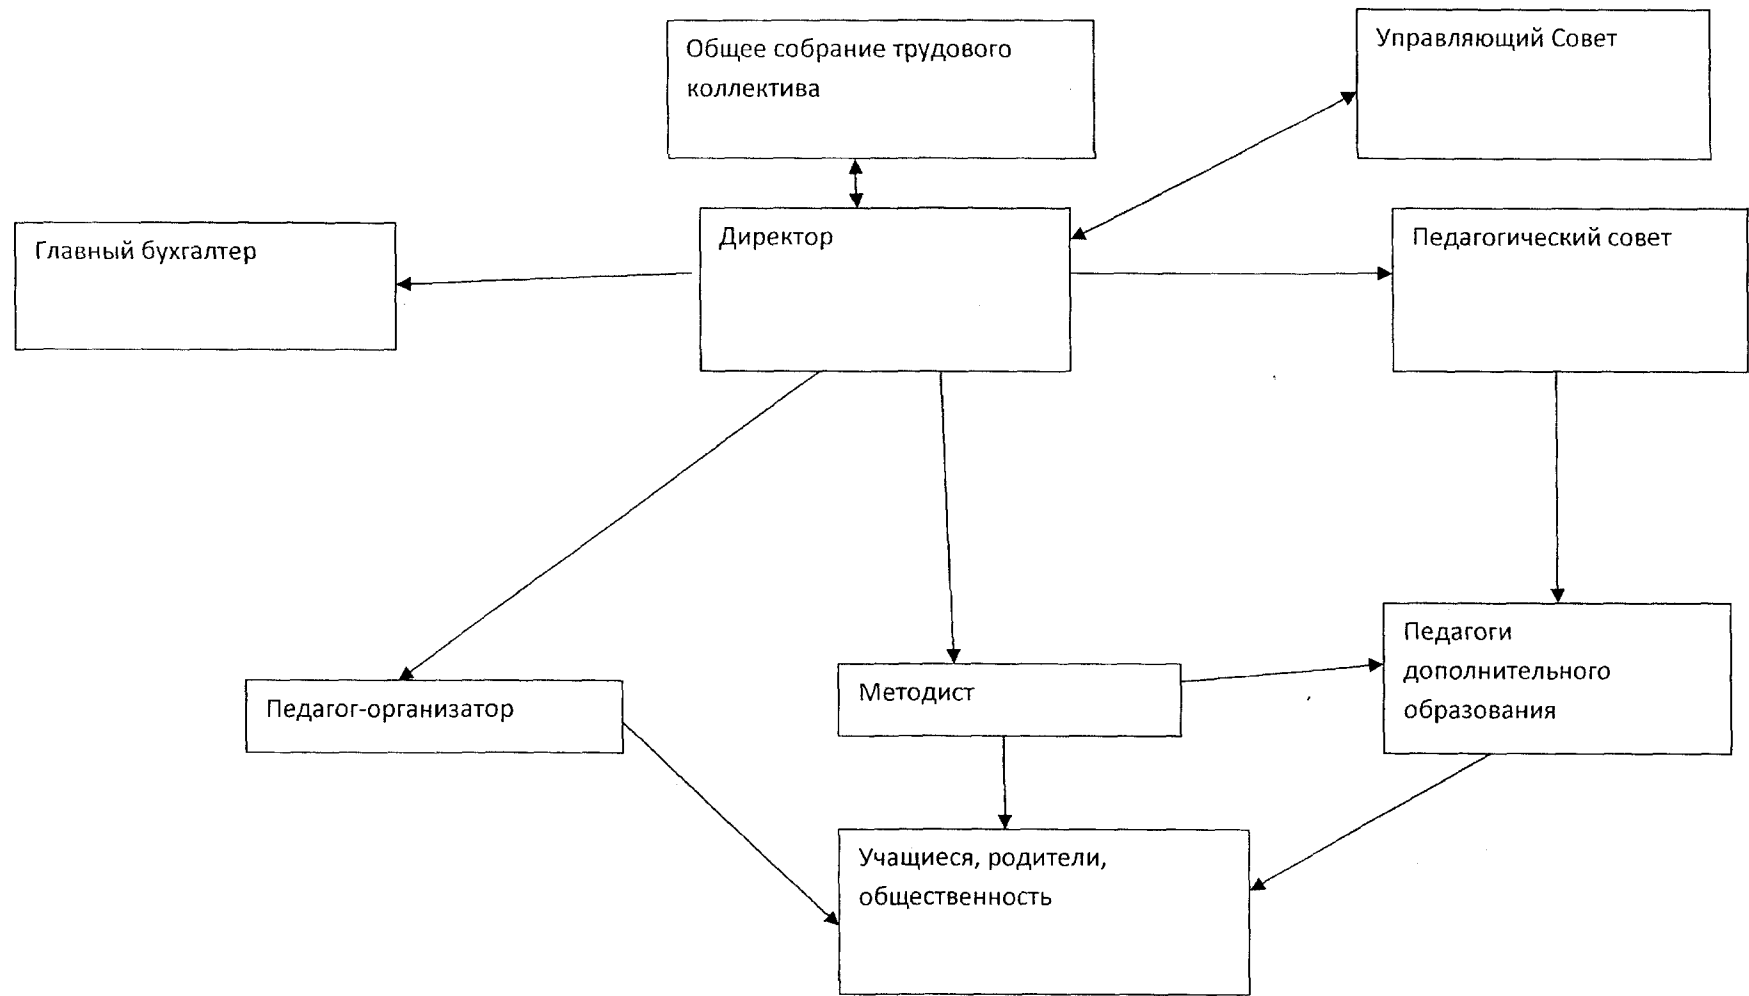 Общее собрание трудового
коллектива
Управляющий Совет
Главный бухгалтер
Директор
Педагогический совет
Педагог-организатор
Методист
Педагоги
дополнительного
образования
Учащиеся, родители,
общественность